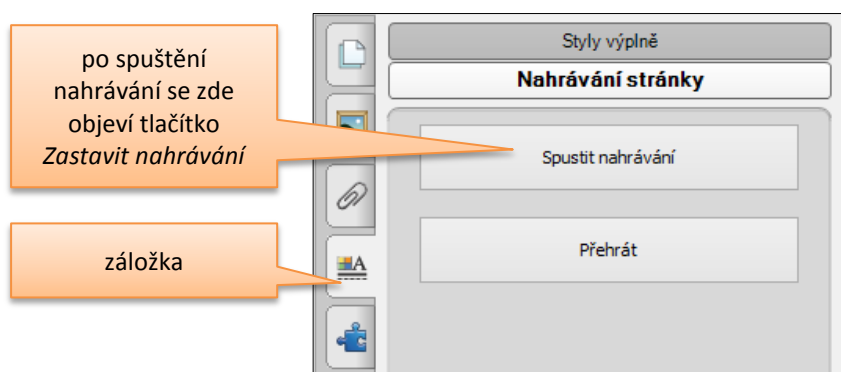 po spuštění
nahrávání se zde
objeví tlačítko
Zastavit nahrávání
záložka
Styly výplně
Nahrávání stránky
Spustit nahrávání
Přehrát
A